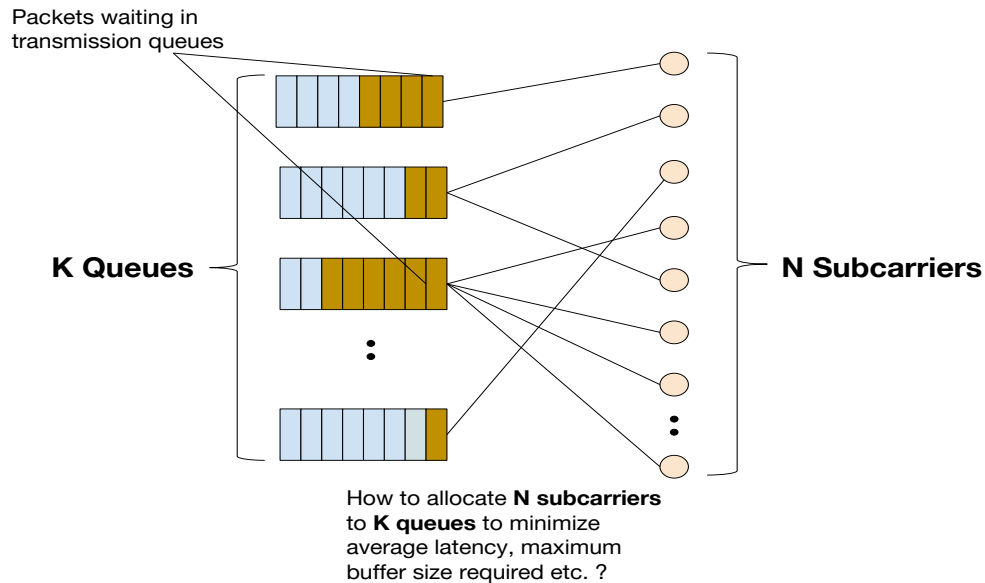 Packets waiting in
transmission queues
K Queues
N Subcarriers
How to allocate N subcarriers
to K queues to minimize
average latency, maximum
buffer size required etc. ?